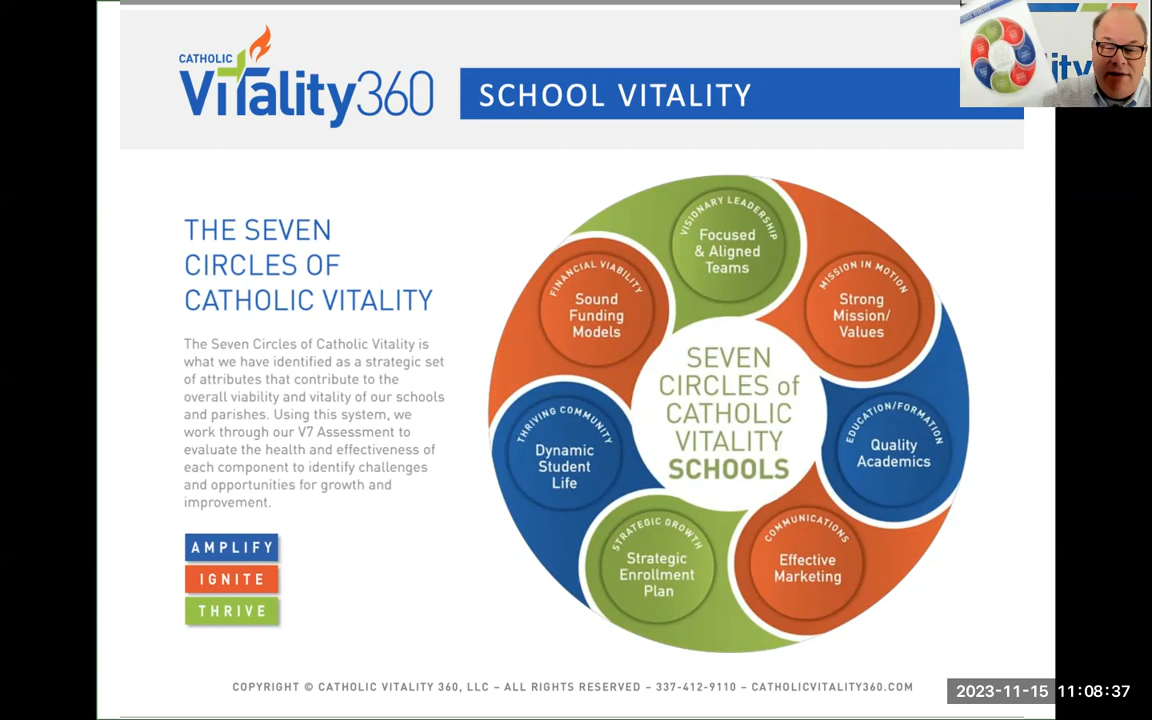 CATHOLIC
Vitality360
SCHOOL VITALITY
THE SEVEN
CIRCLES OF
CATHOLIC VITALITY
The Seven Circles of Catholic Vitality is
what we have identified as a strategic set
of attributes that contribute to the
overall viability and vitality of our schools
and parishes. Using this system, we
work through our V7 Assessment to
evaluate the health and effectiveness of
each component to identify challenges
and opportunities for growth and
improvement.
AMPLIFY
IGNITE
THRIVE
VISIONARY LEADERSHIP
Focused
& Aligned
Teams
MISSION IN MOTION
Strong
Mission/
Values
EDUCATION/FORMATION
Quality
Academics
COMMUNICATIONS
Effective
Marketing
STRATEGIC GROWTH
Strategic
Enrollment
Plan
THRIVING COMMUNITY
Dynamic
Student
Life
FINANCIAL VIABILITY
Sound
Funding
Models
SEVEN
CIRCLES of
CATHOLIC
VITALITY
SCHOOLS
COPYRIGHT © CATHOLIC VITALITY 360, LLC – ALL RIGHTS RESERVED – 337-412-9110 – CATHOLICVITALITY360.COM
2023-11-15 11:08:37